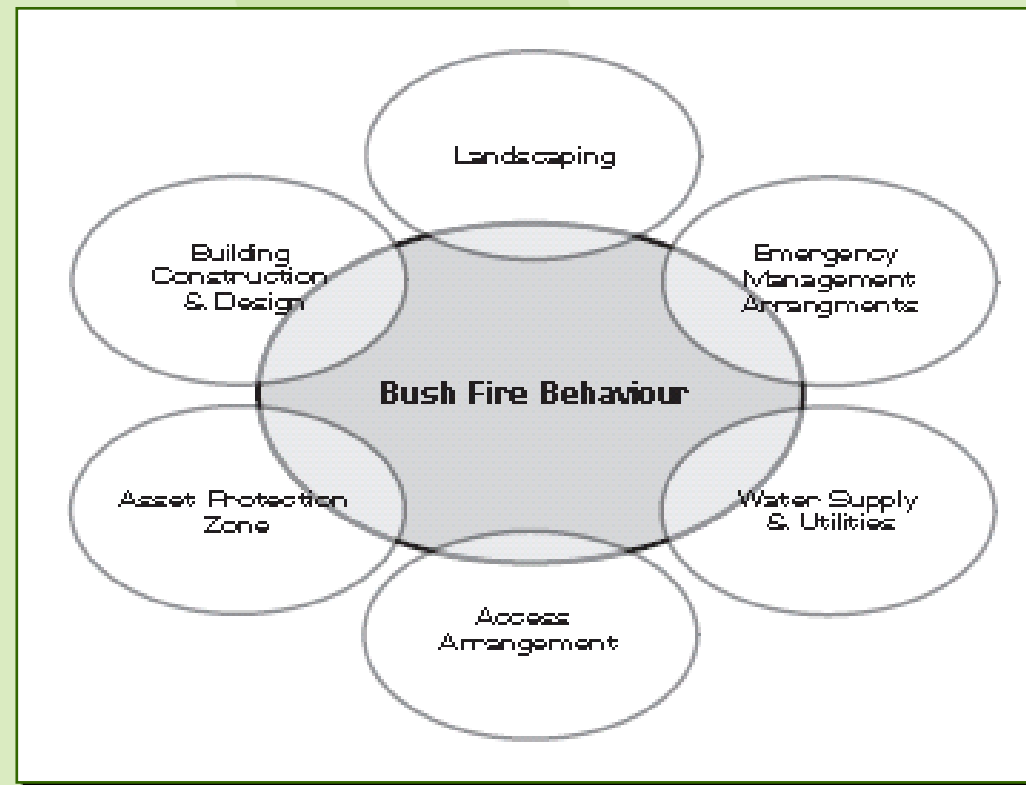 Landscaping
Building
Construction
& Design
Emergency
Management
Arrangments
Bush Fire Behaviour
Asset Protection
Zone
Water Supply
& Utilities
Access
Arrangement